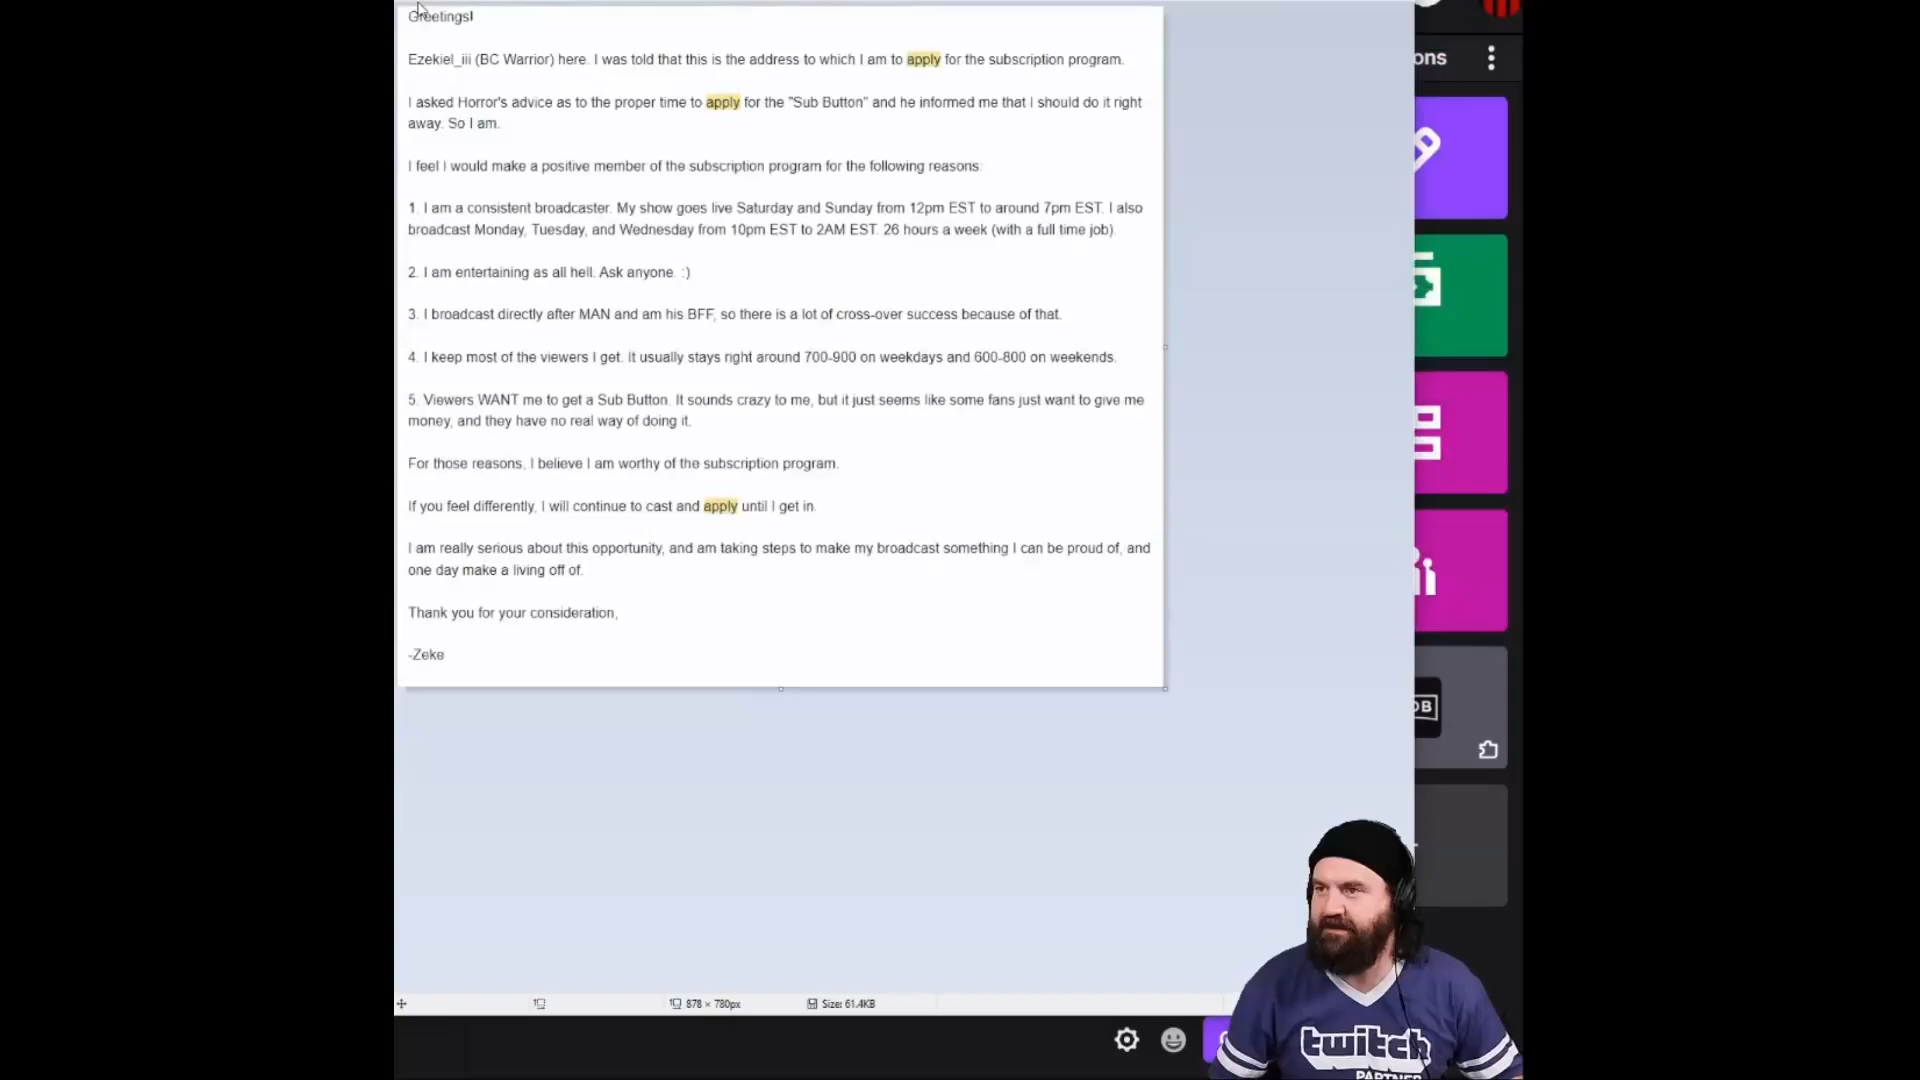 Greetings!
Ezekiel_iii (BC Warrior) here. I was told that this is the address to which I am to apply for the subscription program.
I asked Horror's advice as to the proper time to apply for the "Sub Button" and he informed me that I should do it right
away. So I am.
I feel I would make a positive member of the subscription program for the following reasons:
1. I am a consistent broadcaster. My show goes live Saturday and Sunday from 12pm EST to around 7pm EST. I also
broadcast Monday, Tuesday, and Wednesday from 10pm EST to 2AM EST. 26 hours a week (with a full time job).
2. I am entertaining as all hell. Ask anyone. :)
3. I broadcast directly after MAN and am his BFF, so there is a lot of cross-over success because of that.
4. I keep most of the viewers I get. It usually stays right around 700-900 on weekdays and 600-800 on weekends.
5. Viewers WANT me to get a Sub Button. It sounds crazy to me, but it just seems like some fans just want to give me
money, and they have no real way of doing it.
For those reasons, I believe I am worthy of the subscription program.
If you feel differently, I will continue to cast and apply until I get in.
I am really serious about this opportunity, and am taking steps to make my broadcast something I can be proud of, and
one day make a living off of.
Thank you for your consideration,
-Zeke
ons
DB
878 × 780px
Size: 61.4KB
twitch
PARTNER